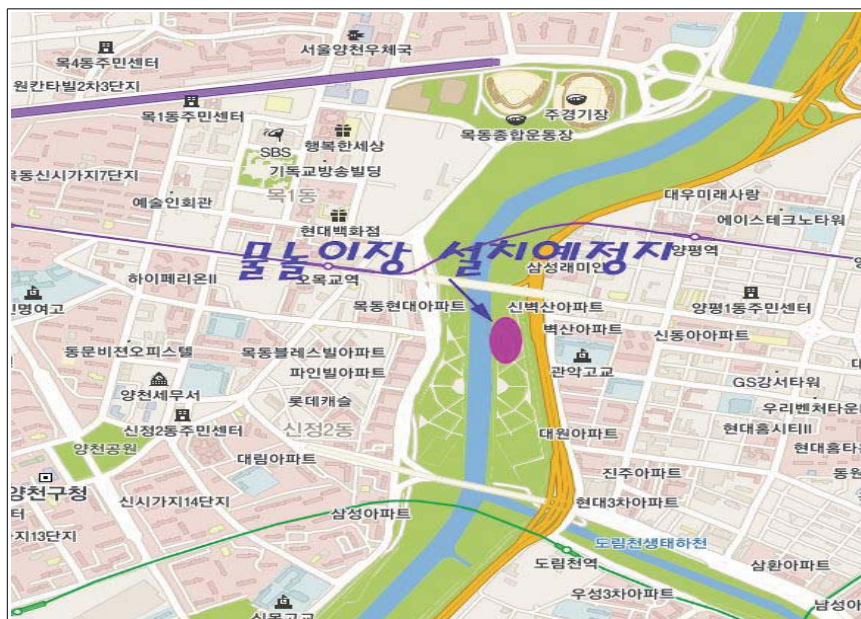 목4동주민센터
서울양천우체국
원칸타빌2차3단지
목1동주민센터
주경기장
목동종합운동장
SBS
행복한세상
기독교방송빌딩
목동신시가지7단지
목1동
대우미래사랑
예술인회관
현대백화점
에이스테크노타워
물놀이장 설치예정지
양평역
하이페리온II
오목교역
삼성래미안
명여고
목동현대아파트
신벽산아파트
양평1동주민센터
벽산아파트
신동아아파트
동문비젼오피스텔
목동블레스빌아파트
파인빌아파트
관악고교
양천세무서
GS강서타워
롯데캐슬
우리벤처타운
신정2동주민센터
신정2동
현대홈시티II
양천공원
대원아파트
현대홈타
대림아파트
진주아파트
동원
양천구청
신시가지14단지
현대3차아파트
삼성아파트
터
지13단지
도림천생태하천
도림천역
삼환아파트
우성3차아파트
신목고교
남성아